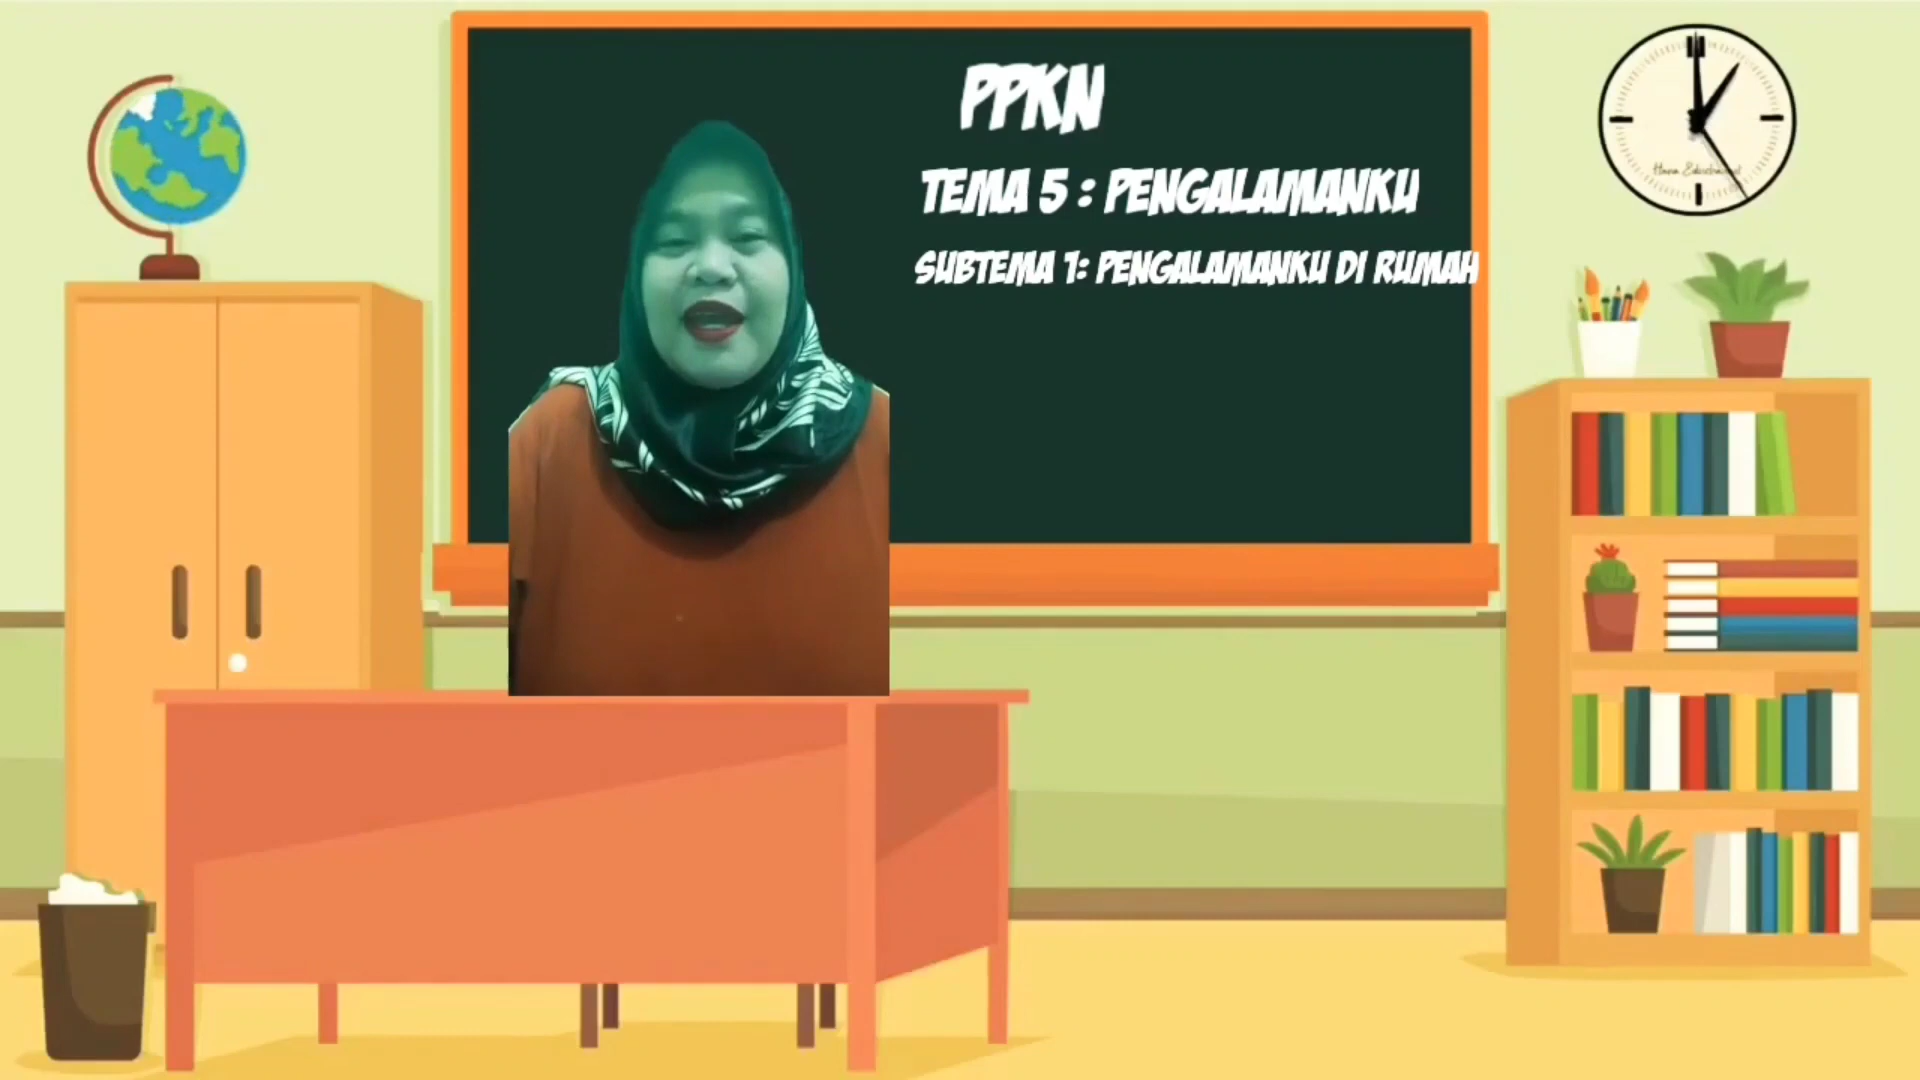 PPKN
TEMA 5 : PENGALAMANKU
SUBTEMA 1: PENGALAMANKU DI RUMAH